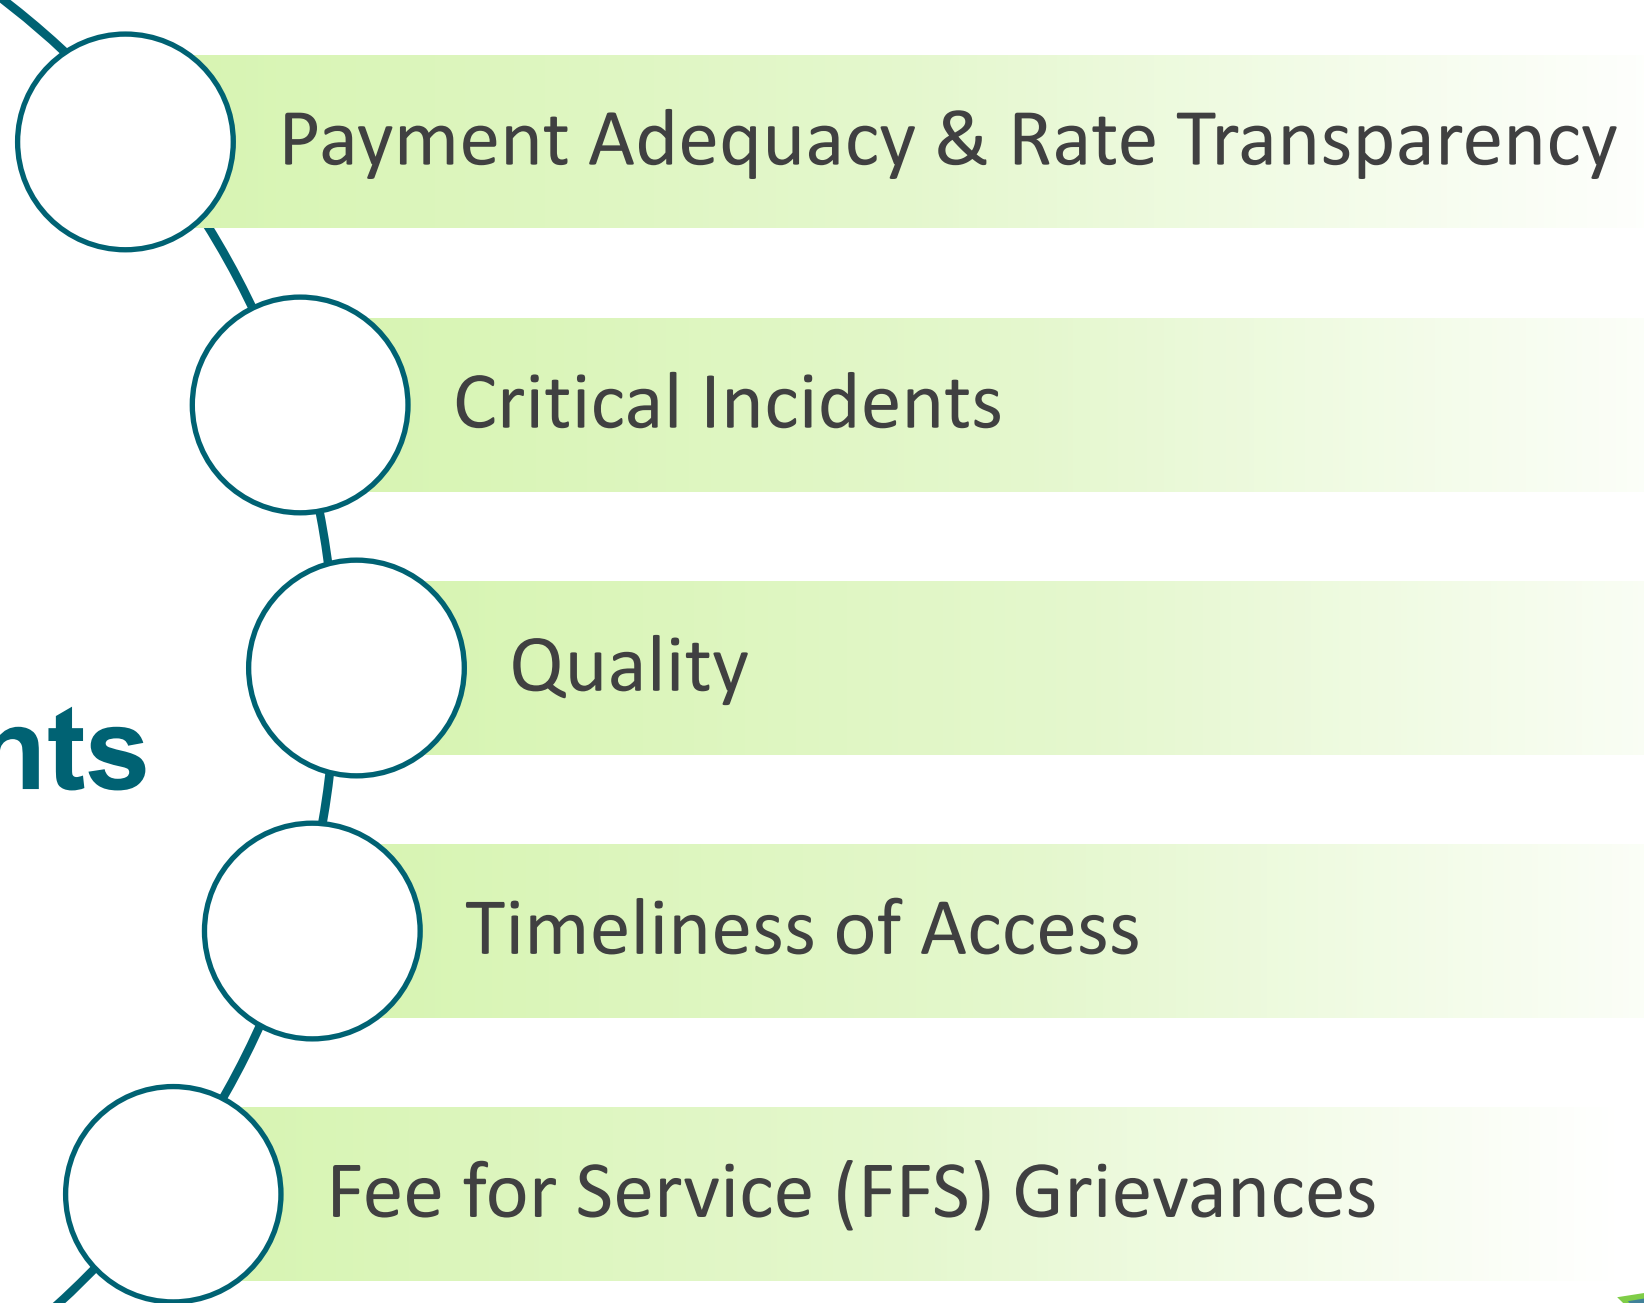 Payment Adequacy & Rate Transparency
Critical Incidents
Quality
nts
Timeliness of Access
Fee for Service (FFS) Grievances